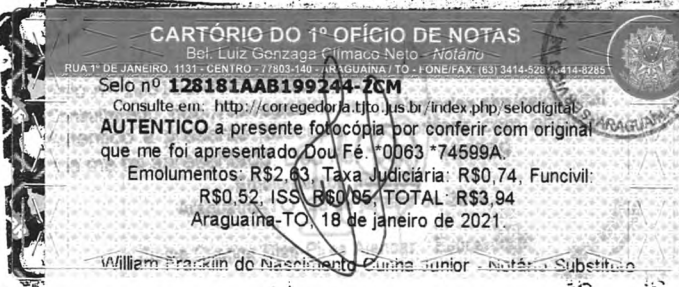 CARTÓRIO DO 1º OFÍCIO DE NOTAS
Bel. Luiz Gonzaga Clímaco Neto - Notário
RUA 1º DE JANEIRO, 1131 - CENTRO - 77803-140 - ARAGUAÍNA / TO - FONE/FAX: (63) 3414-5287 3414-8285
Selo nº 128181AAB199244-ZCM
Consulte em: http://corregedoria.tjto.jus.br/index.php/selodigital
AUTENTICO a presente fotocópia por conferir com original
que me foi apresentado Dou Fé. *0063 *74599A.
Emolumentos: R$2,63, Taxa Judiciária: R$0,74, Funcivil:
R$0,52, ISS: R$0,05, TOTAL: R$3,94
Araguaína-TO, 18 de janeiro de 2021.
William Franklin do Nascimento Cunha Junior - Notário Substituto